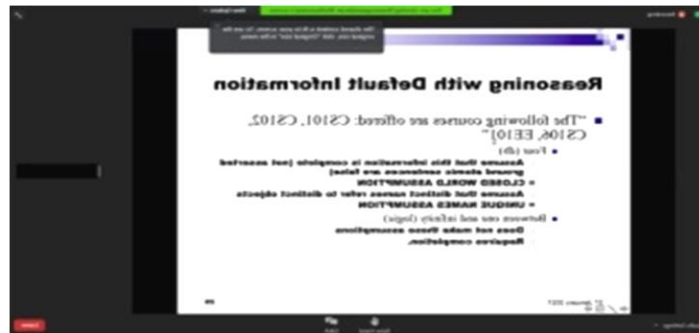 Reasoning with Default Information
"The following courses are offered: CS101, CS102,
CS106, EE101"
Four (db)
Assume that this information is complete (not asserted
ground atomic sentences are false)
= CLOSED WORLD ASSUMPTION
Assume that distinct names refer to distinct objects
= UNIQUE NAMES ASSUMPTION
Between one and infinity (logic)
Does not make these assumptions
Requires completion.